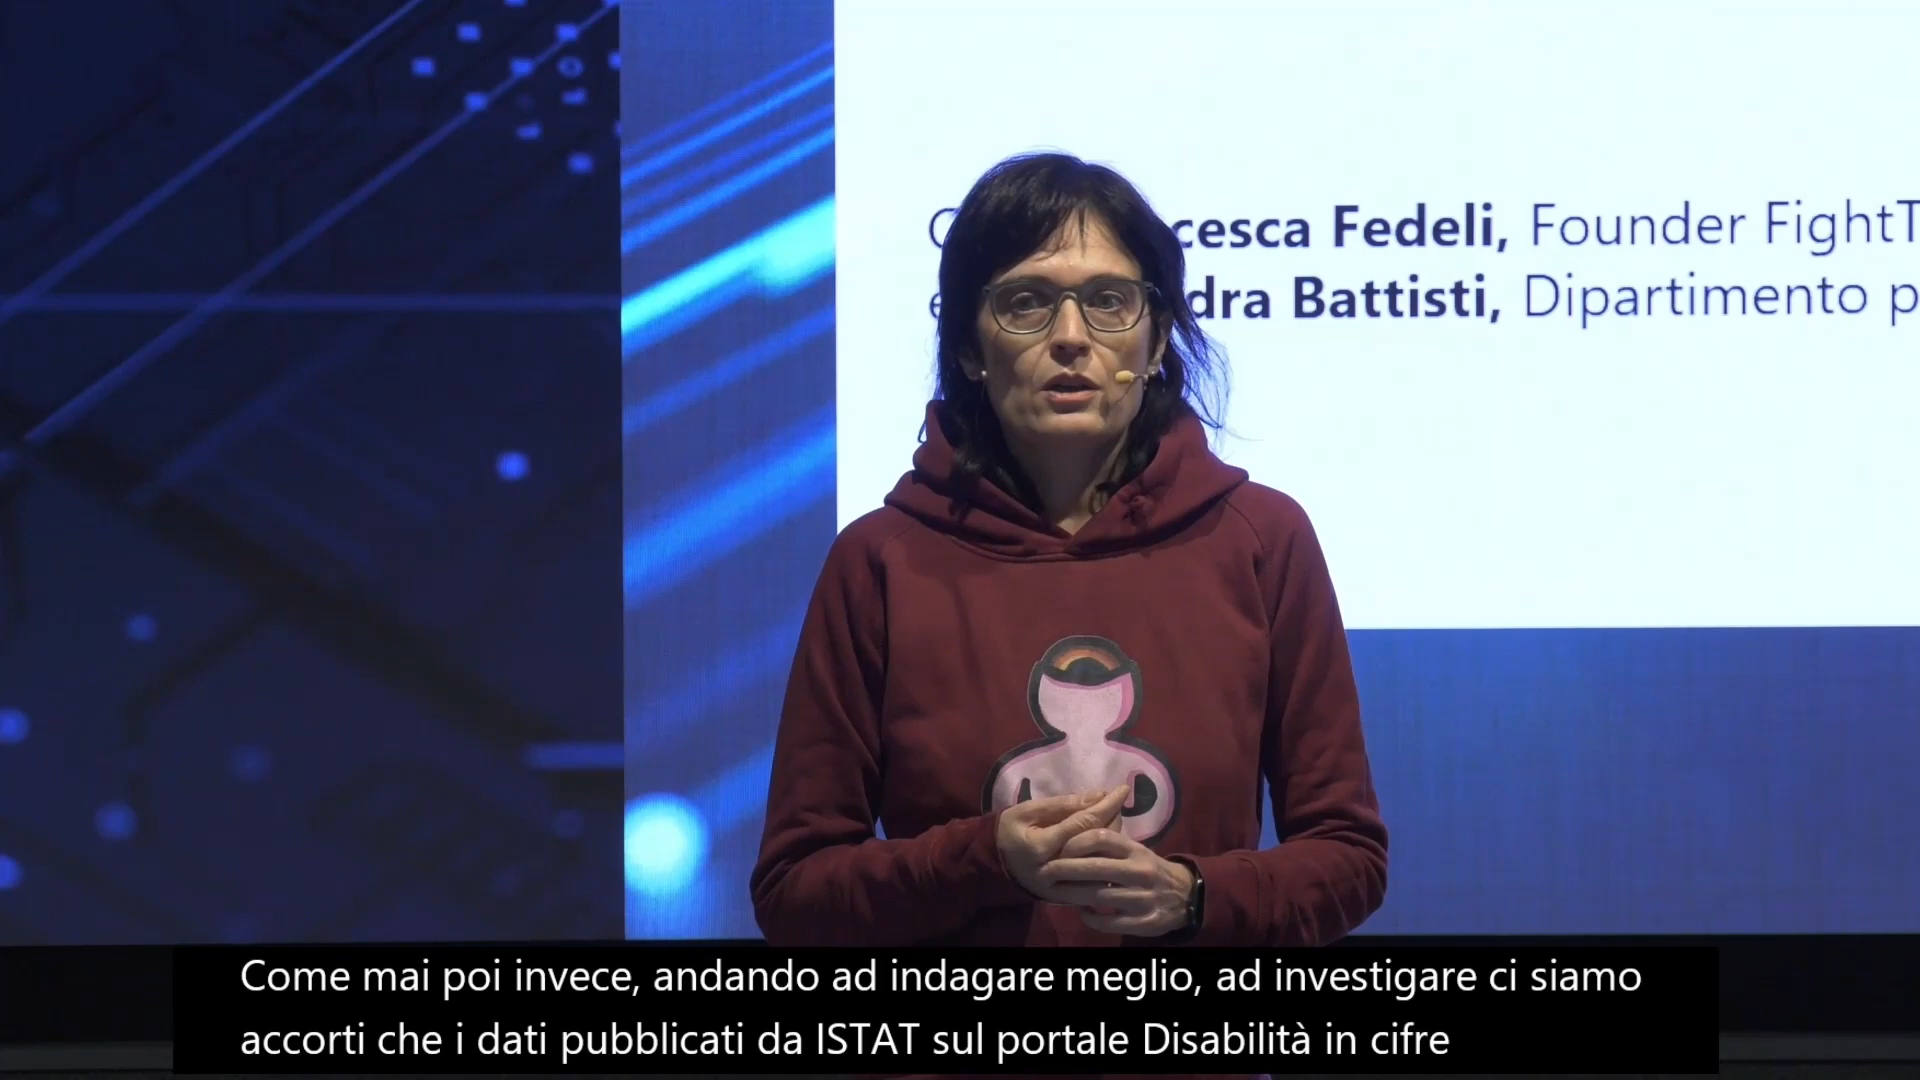 cesca Fedeli, Founder FightT
dra Battisti, Dipartimento p
Come mai poi invece, andando ad indagare meglio, ad investigare ci siamo
accorti che i dati pubblicati da ISTAT sul portale Disabilità in cifre